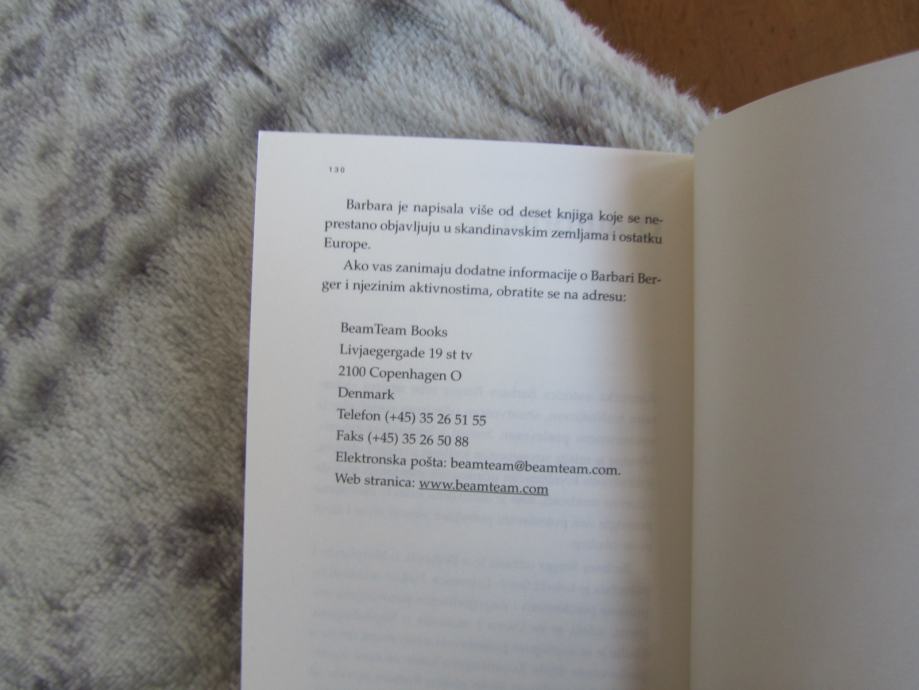 130
Barbara je napisala više od deset knjiga koje se ne-
prestano objavljuju u skandinavskim zemljama i ostatku
Europe.
Ako vas zanimaju dodatne informacije o Barbari Ber-
ger i njezinim aktivnostima, obratite se na adresu:
BeamTeam Books
Livjaegergade 19 st tv
2100 Copenhagen O
Denmark
Telefon (+45) 35 26 51 55
Faks (+45) 35 26 50 88
Elektronska pošta: beamteam@beamteam.com.
Web stranica: www.beamteam.com